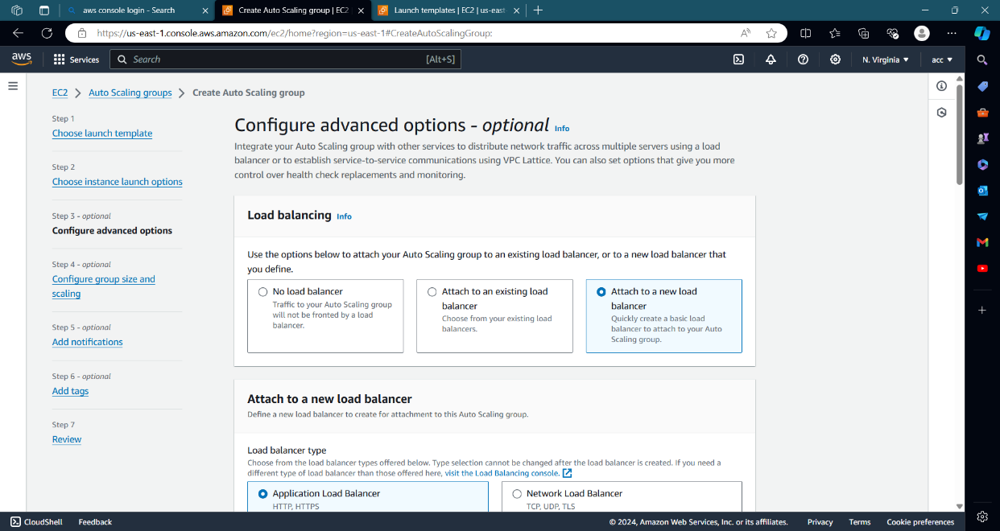 aws console login - Search
Create Auto Scaling group | EC2
Launch templates | EC2 | us-east
https://us-east-1.console.aws.amazon.com/ec2/home?region=us-east-1#CreateAutoScalingGroup:
aws
Services
Search
[Alt+S]
N. Virginia
acc
EC2
Auto Scaling groups
Create Auto Scaling group
Step 1
Choose launch template
Step 2
Choose instance launch options
Step 3 - optional
Configure advanced options
Step 4 - optional
Configure group size and
scaling
Step 5 - optional
Add notifications
Step 6 - optional
Add tags
Step 7
Review
Configure advanced options - optional Info
Integrate your Auto Scaling group with other services to distribute network traffic across multiple servers using a load
balancer or to establish service-to-service communications using VPC Lattice. You can also set options that give you more
control over health check replacements and monitoring.
Load balancing Info
Use the options below to attach your Auto Scaling group to an existing load balancer, or to a new load balancer that
you define.
No load balancer
Traffic to your Auto Scaling group
will not be fronted by a load
balancer.
Attach to an existing load
balancer
Choose from your existing load
balancers.
Attach to a new load
balancer
Quickly create a basic load
balancer to attach to your Auto
Scaling group.
Attach to a new load balancer
Define a new load balancer to create for attachment to this Auto Scaling group.
Load balancer type
Choose from the load balancer types offered below. Type selection cannot be changed after the load balancer is created. If you need a
different type of load balancer than those offered here, visit the Load Balancing console.
Application Load Balancer
HTTP, HTTPS
Network Load Balancer
TCP, UDP, TLS
CloudShell
Feedback
© 2024, Amazon Web Services, Inc. or its affiliates.
Privacy
Terms
Cookie preferences